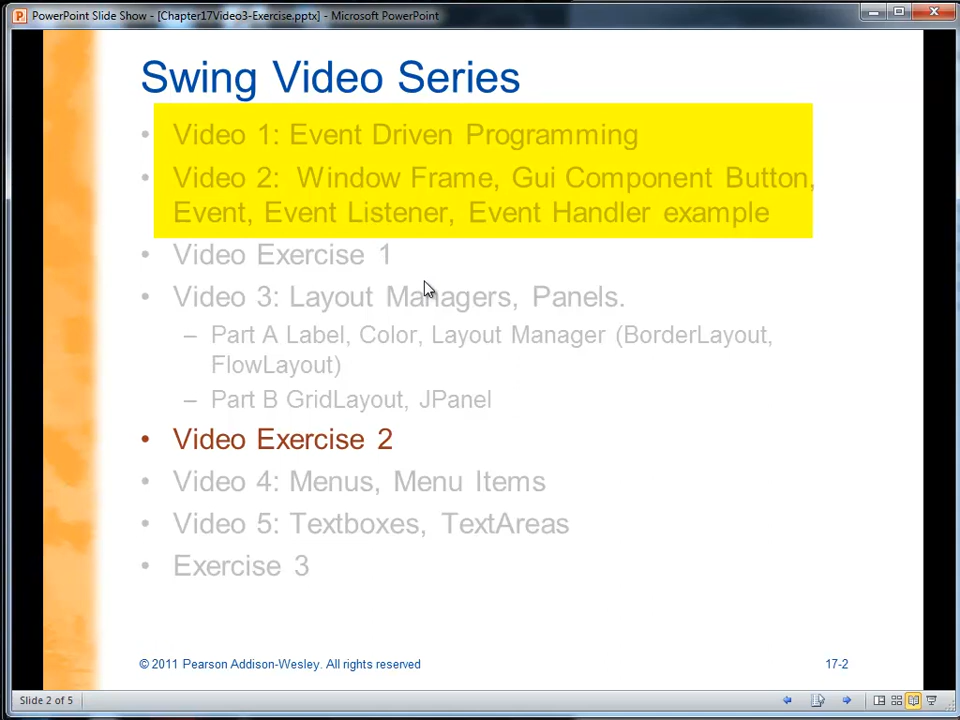 PowerPoint Slide Show - [Chapter17Video3-Exercise.pptx] - Microsoft PowerPoint
Swing Video Series
• Video 1: Event Driven Programming
• Video 2:  Window Frame, Gui Component Button,
Event, Event Listener, Event Handler example
• Video Exercise 1
• Video 3: Layout Managers, Panels.
– Part A Label, Color, Layout Manager (BorderLayout,
FlowLayout)
– Part B GridLayout, JPanel
• Video Exercise 2
• Video 4: Menus, Menu Items
• Video 5: Textboxes, TextAreas
• Exercise 3
© 2011 Pearson Addison-Wesley. All rights reserved
17-2
Slide 2 of 5